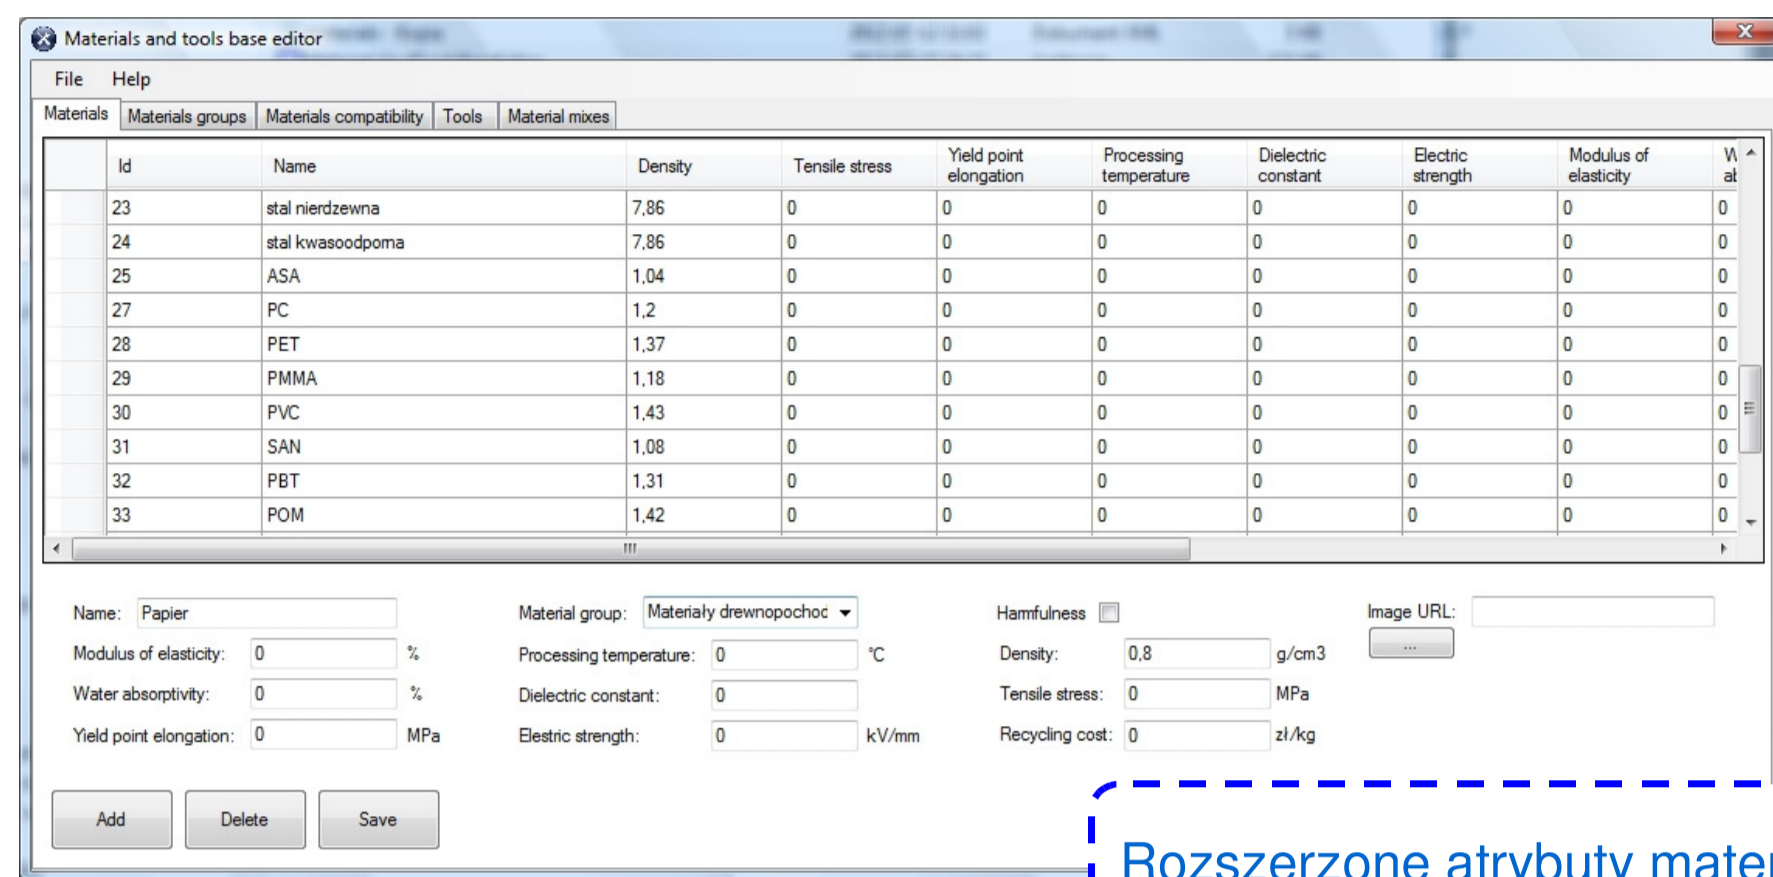 Materials and tools base editor
File Help
Materials Materials groups Materials compatibility Tools Material mixes
Id Name Density Tensile stress Yield point elongation Processing temperature Dielectric constant Electric strength Modulus of elasticity
23 stal nierdzewna 7,86 0 0 0 0 0 0 0
24 stal kwasoodporna 7,86 0 0 0 0 0 0 0
25 ASA 1,04 0 0 0 0 0 0 0
27 PC 1,2 0 0 0 0 0 0 0
28 PET 1,37 0 0 0 0 0 0 0
29 PMMA 1,18 0 0 0 0 0 0 0
30 PVC 1,43 0 0 0 0 0 0 0
31 SAN 1,08 0 0 0 0 0 0 0
32 PBT 1,31 0 0 0 0 0 0 0
33 POM 1,42 0 0 0 0 0 0 0
Name: Papier Material group: Materiały drewnopochod Harmfulness Image URL:
Modulus of elasticity: 0 % Processing temperature: 0 °C Density: 0,8 g/cm3 ...
Water absorptivity: 0 % Dielectric constant: 0 Tensile stress: 0 MPa
Yield point elongation: 0 MPa Elestric strength: 0 kV/mm Recycling cost: 0 zł/kg
Add Delete Save
Rozszerzone atrybuty mater